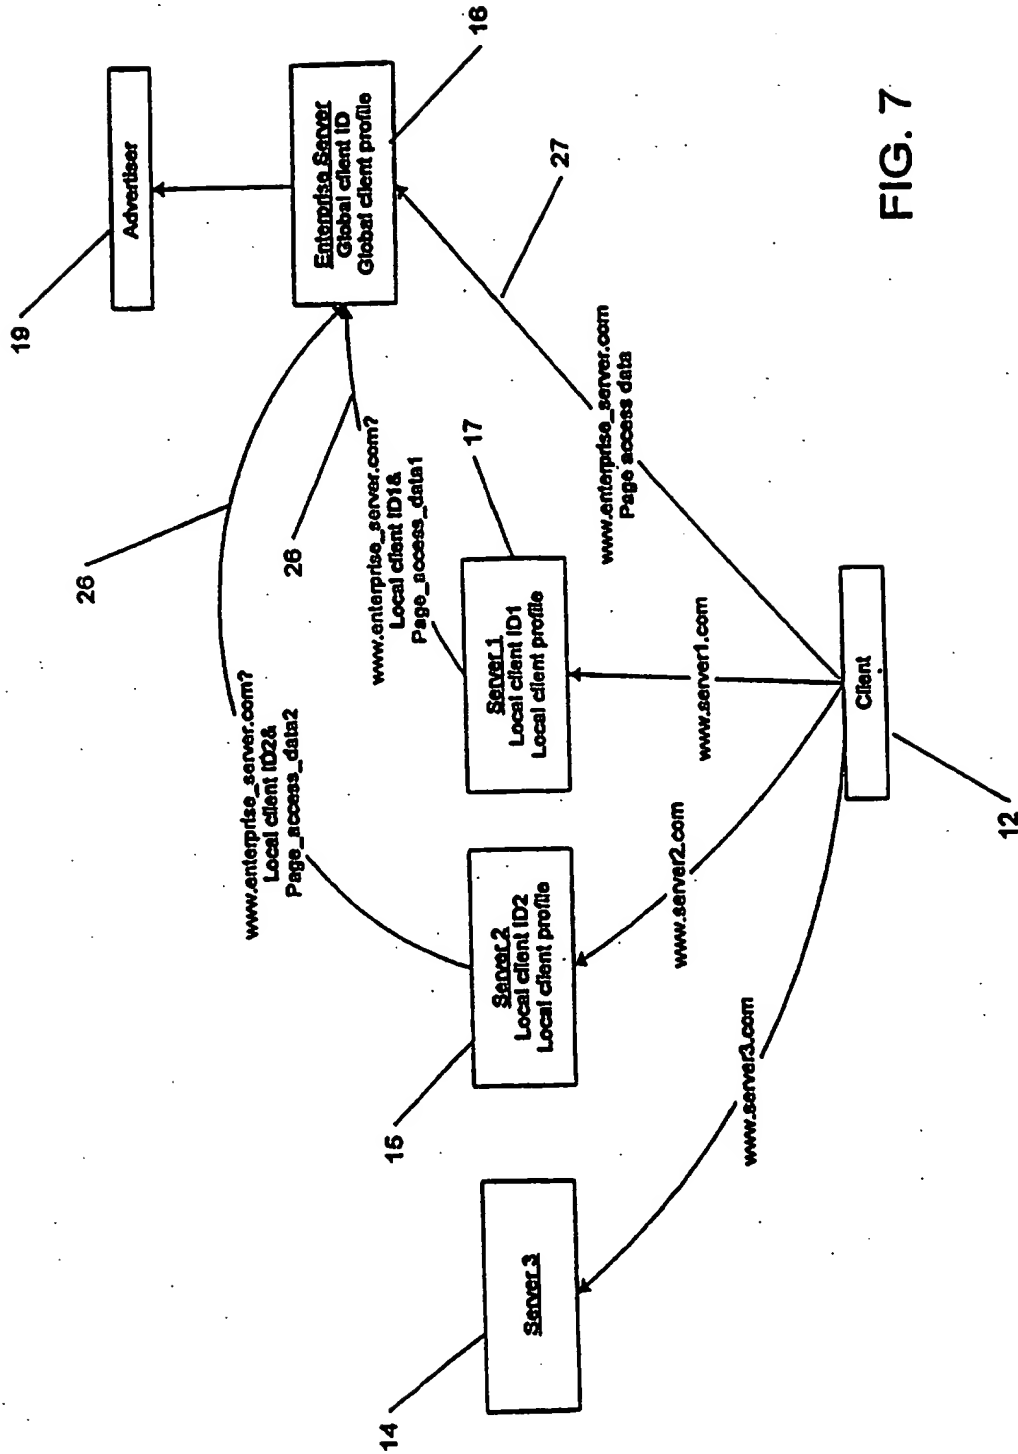 19
Advertiser
16
Enterprise Server
Global client ID
Global client profile
26
26
27
www.enterprise_server.com?
Local client ID2&
Page_access_data2
www.enterprise_server.com?
Local client ID1&
Page_access_data1
www.enterprise_server.com
Page access data
14
Server 3
15
Server 2
Local client ID2
Local client profile
17
Server 1
Local client ID1
Local client profile
www.server3.com
www.server2.com
www.server1.com
Client
12
FIG. 7